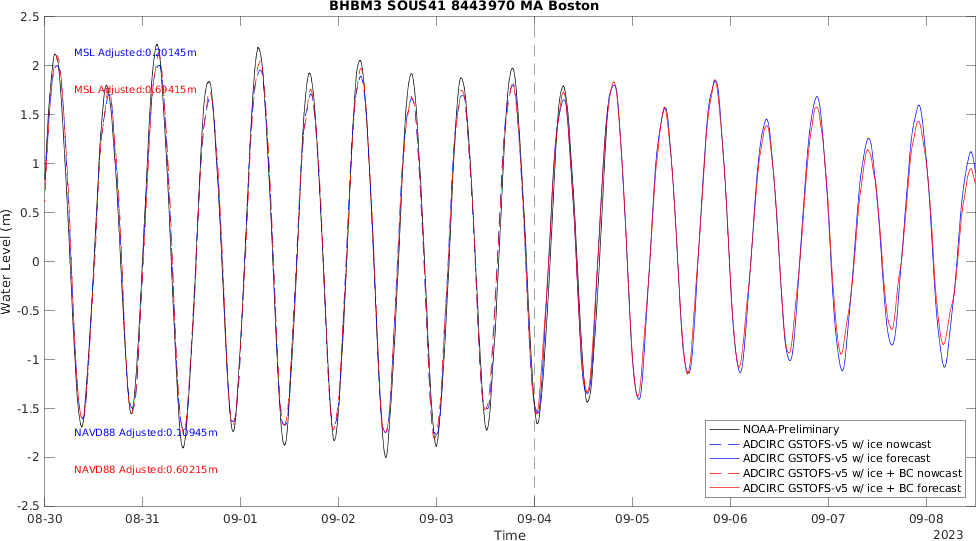 BHBM3 SOUS41 8443970 MA Boston
2.5
2
1.5
1
0.5
0
-0.5
-1
-1.5
-2
-2.5
Water Level (m)
MSL Adjusted:0.20145m
MSL Adjusted:0.69415m
NAVD88 Adjusted:0.10945m
NAVD88 Adjusted:0.60215m
NOAA-Preliminary
ADCIRC GSTOFS-v5 w/ ice nowcast
ADCIRC GSTOFS-v5 w/ ice forecast
ADCIRC GSTOFS-v5 w/ ice + BC nowcast
ADCIRC GSTOFS-v5 w/ ice + BC forecast
08-30 08-31 09-01 09-02 09-03 09-04 09-05 09-06 09-07 09-08
Time
2023